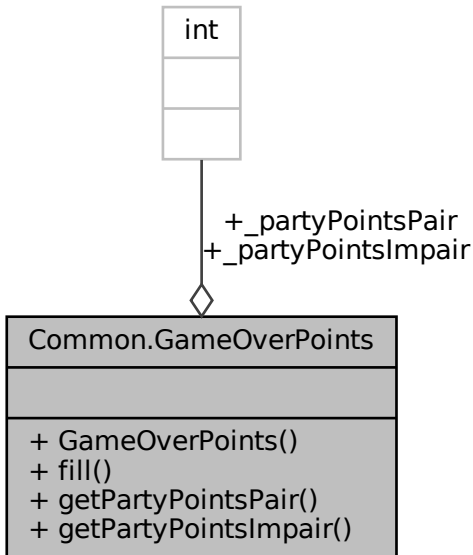 int
+_partyPointsPair
+_partyPointsImpair
Common.GameOverPoints
+ GameOverPoints()
+ fill()
+ getPartyPointsPair()
+ getPartyPointsImpair()